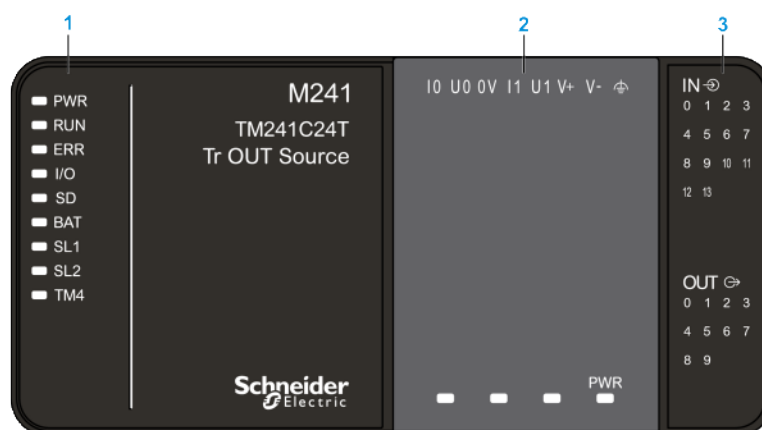 1
2
3
PWR
RUN
ERR
I/O
SD
BAT
SL1
SL2
TM4
M241
TM241C24T
Tr OUT Source
Schneider
Electric
I0 U0 0V I1 U1 V+ V-
PWR
IN
0 1 2 3
4 5 6 7
8 9 10 11
12 13
OUT
0 1 2 3
4 5 6 7
8 9